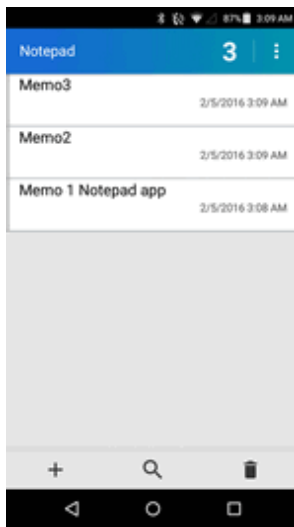 87% 3:09 AM
Notepad 3
Memo3
2/5/2016 3:09 AM
Memo2
2/5/2016 3:09 AM
Memo 1 Notepad app
2/5/2016 3:08 AM